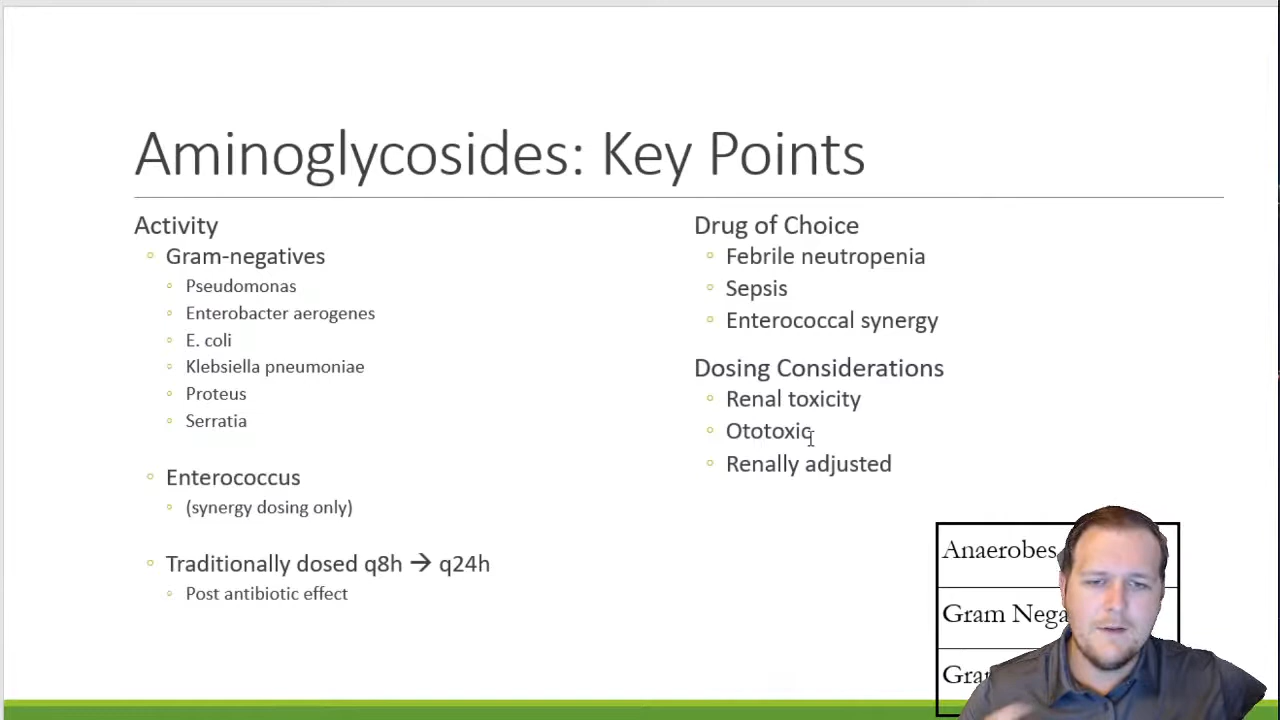 Aminoglycosides: Key Points
Activity
Gram-negatives
Pseudomonas
Enterobacter aerogenes
E. coli
Klebsiella pneumoniae
Proteus
Serratia
Enterococcus
(synergy dosing only)
Traditionally dosed q8h → q24h
Post antibiotic effect
Drug of Choice
Febrile neutropenia
Sepsis
Enterococcal synergy
Dosing Considerations
Renal toxicity
Ototoxic
Renally adjusted
Anaerobes
Gram